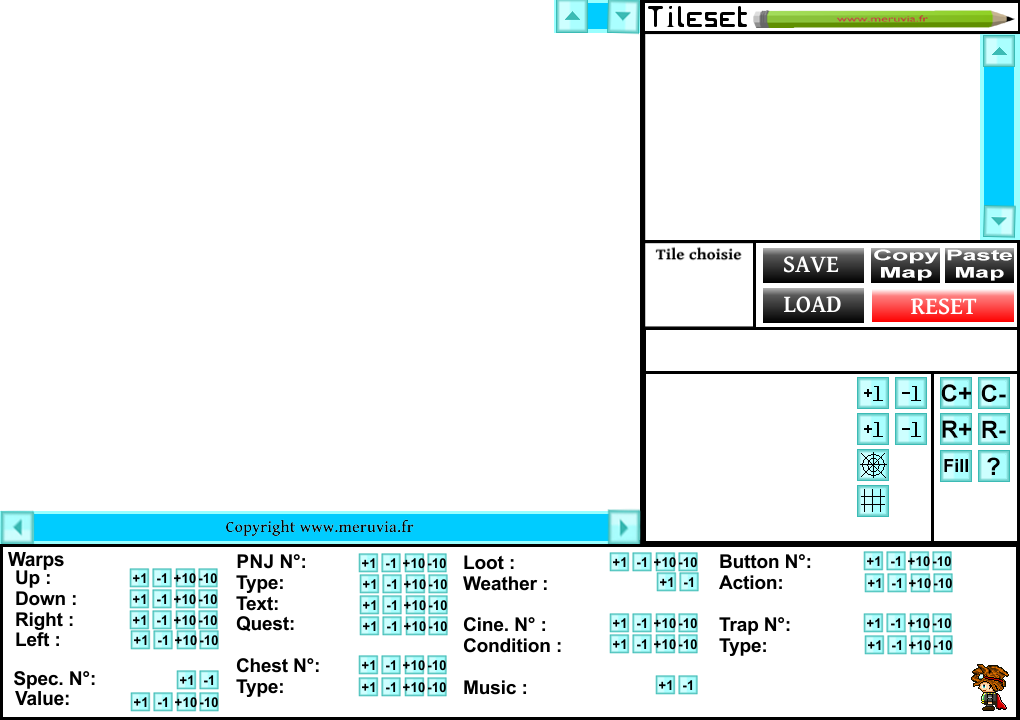 Tileset www.meruvia.fr
Tile choisie
SAVE
Copy Map
Paste Map
LOAD
RESET
+1 -1 C+ C-
+1 -1 R+ R-
Fill ?
Copyright www.meruvia.fr
Warps
Up : +1 -1 +10 -10
Down : +1 -1 +10 -10
Right : +1 -1 +10 -10
Left : +1 -1 +10 -10
Spec. N°: +1 -1
Value: +1 -1 +10 -10
PNJ N°: +1 -1 +10 -10
Type: +1 -1 +10 -10
Text: +1 -1 +10 -10
Quest: +1 -1 +10 -10
Chest N°: +1 -1 +10 -10
Type: +1 -1 +10 -10
Loot : +1 -1 +10 -10
Weather : +1 -1
Cine. N° : +1 -1 +10 -10
Condition : +1 -1 +10 -10
Music : +1 -1
Button N°: +1 -1 +10 -10
Action: +1 -1 +10 -10
Trap N°: +1 -1 +10 -10
Type: +1 -1 +10 -10